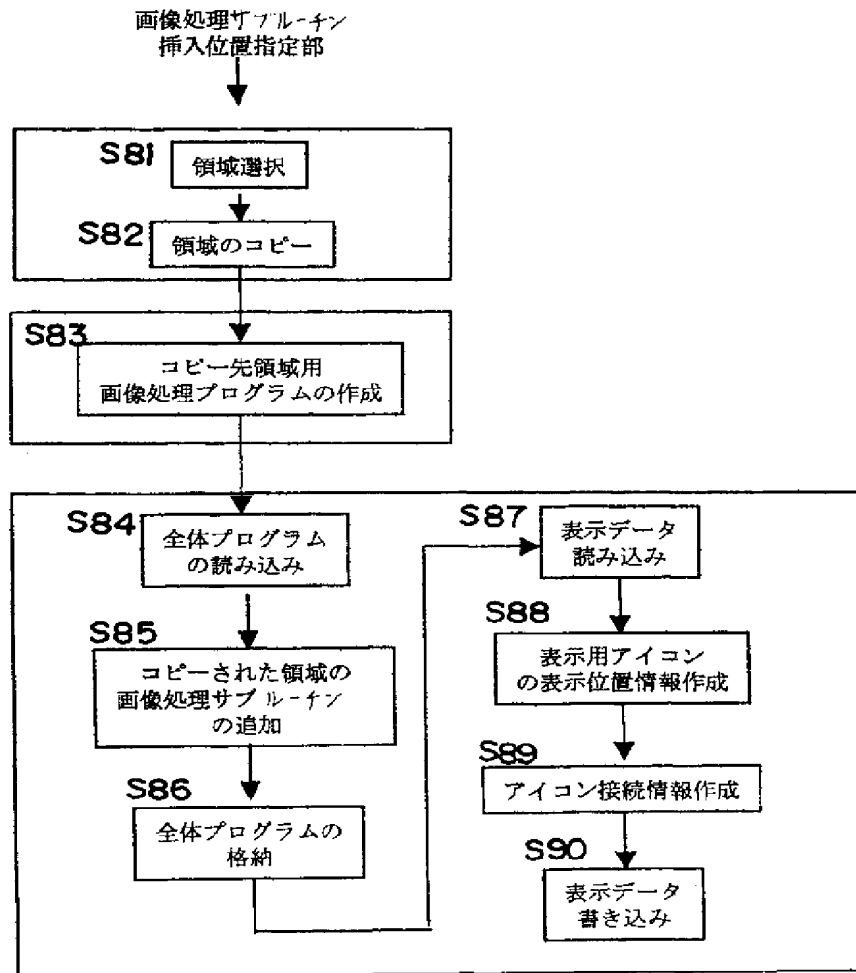 画像処理サブルーチン
挿入位置指定部
S81
領域選択
S82
領域のコピー
S83
コピー先領域用
画像処理プログラムの作成
S84
全体プログラム
の読み込み
S85
コピーされた領域の
画像処理サブルーチン
の追加
S86
全体プログラムの
格納
S87
表示データ
読み込み
S88
表示用アイコン
の表示位置情報作成
S89
アイコン接続情報作成
S90
表示データ
書き込み